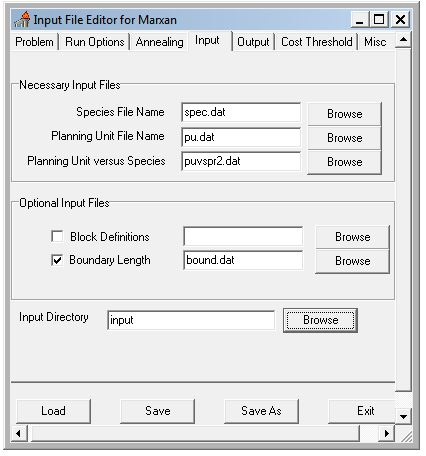 Input File Editor for Marxan
Problem Run Options Annealing Input Output Cost Threshold Misc
Necessary Input Files
Species File Name spec.dat Browse
Planning Unit File Name pu.dat Browse
Planning Unit versus Species puvspr2.dat Browse
Optional Input Files
Block Definitions Browse
Boundary Length bound.dat Browse
Input Directory input Browse
Load Save Save As Exit